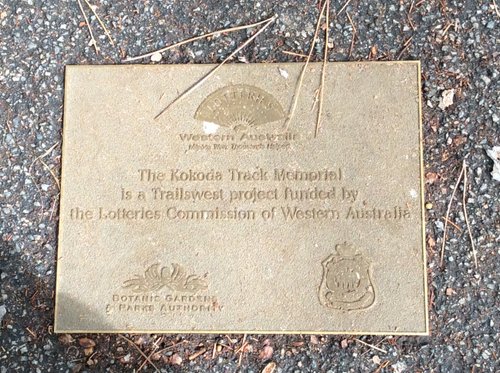 LOTTERIES
Western Australia
The Kokoda Track Memorial
is a Trailswest project funded by
the Lotteries Commission of Western Australia
BOTANIC GARDENS
& PARKS AUTHORITY